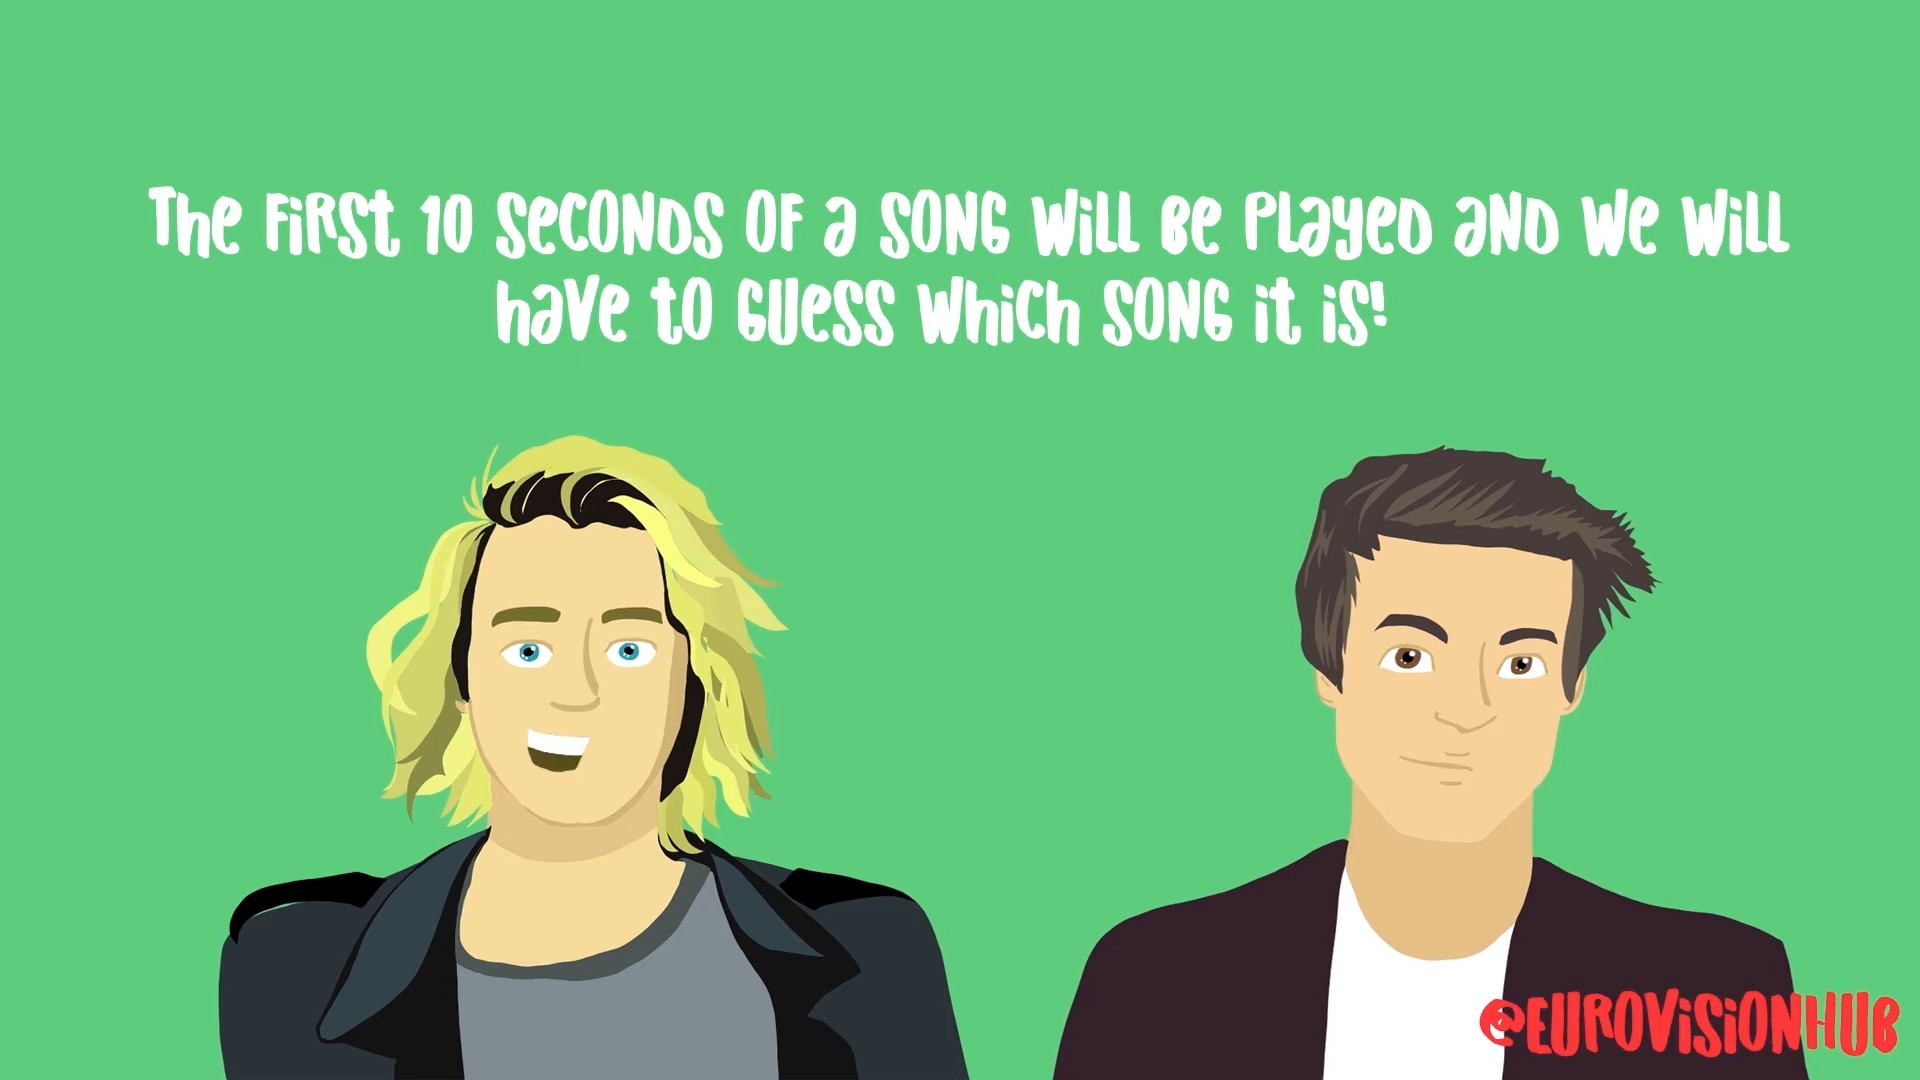 The first 10 seconds of a song will be played and we will
have to guess which song it is!
@EUROVISIONHUB